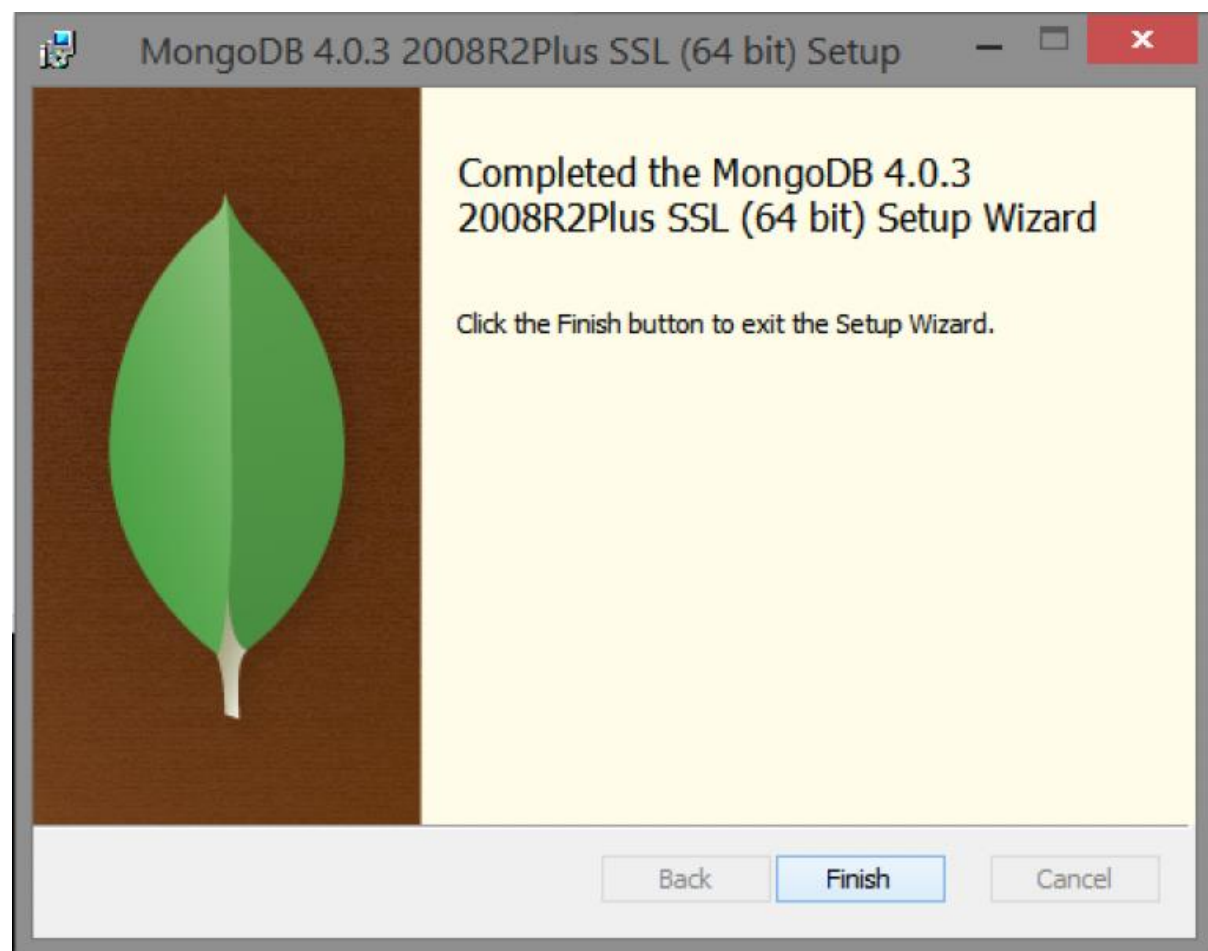 MongoDB 4.0.3 2008R2Plus SSL (64 bit) Setup
Completed the MongoDB 4.0.3
2008R2Plus SSL (64 bit) Setup Wizard
Click the Finish button to exit the Setup Wizard.
Back Finish Cancel